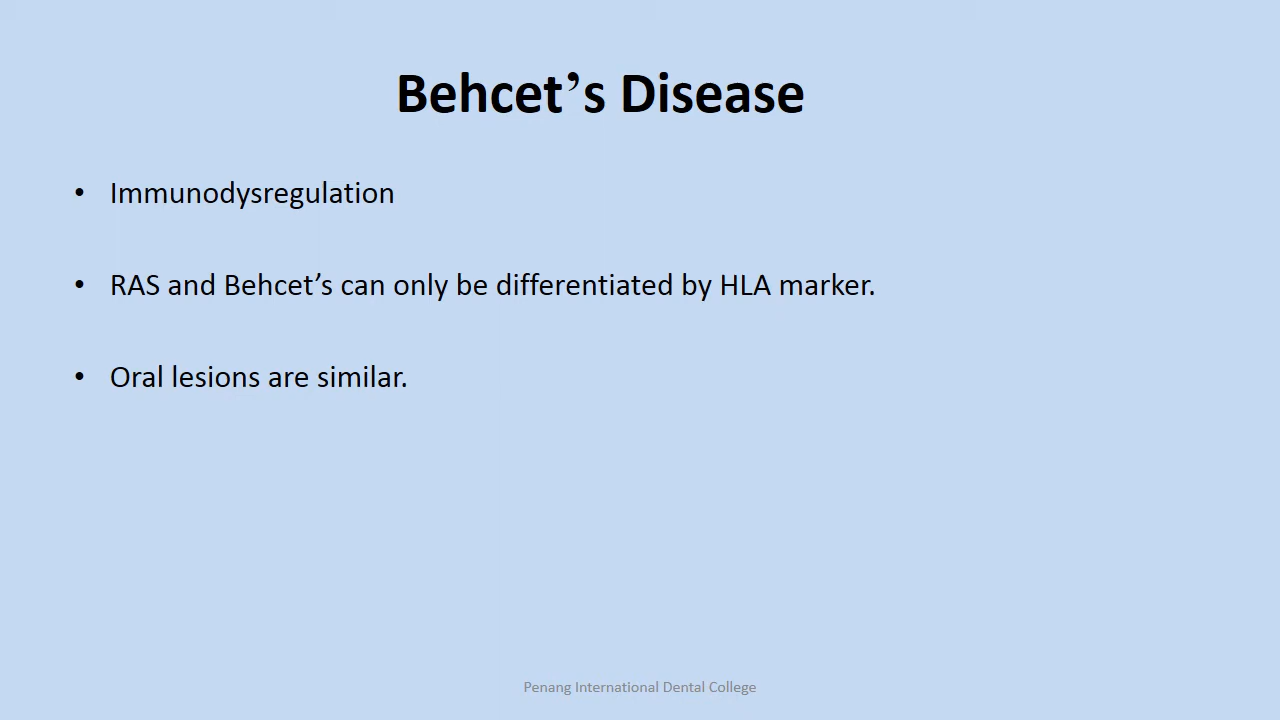 Behcet’s Disease
• Immunodysregulation
• RAS and Behcet’s can only be differentiated by HLA marker.
• Oral lesions are similar.
Penang International Dental College